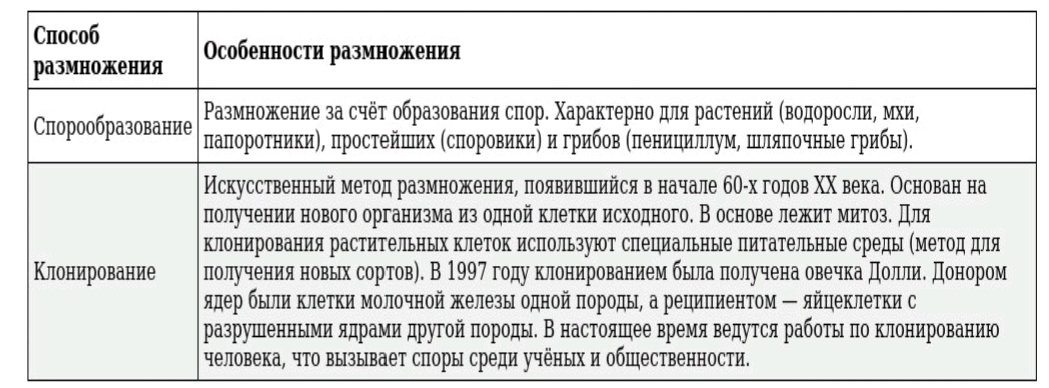 Способ
размножения
Особенности размножения
Спорообразование
Размножение за счёт образования спор. Характерно для растений (водоросли, мхи,
папоротники), простейших (споровики) и грибов (пенициллум, шляпочные грибы).
Клонирование
Искусственный метод размножения, появившийся в начале 60-х годов XX века. Основан на
получении нового организма из одной клетки исходного. В основе лежит митоз. Для
клонирования растительных клеток используют специальные питательные среды (метод для
получения новых сортов). В 1997 году клонированием была получена овечка Долли. Донором
ядер были клетки молочной железы одной породы, а реципиентом — яйцеклетки с
разрушенными ядрами другой породы. В настоящее время ведутся работы по клонированию
человека, что вызывает споры среди учёных и общественности.